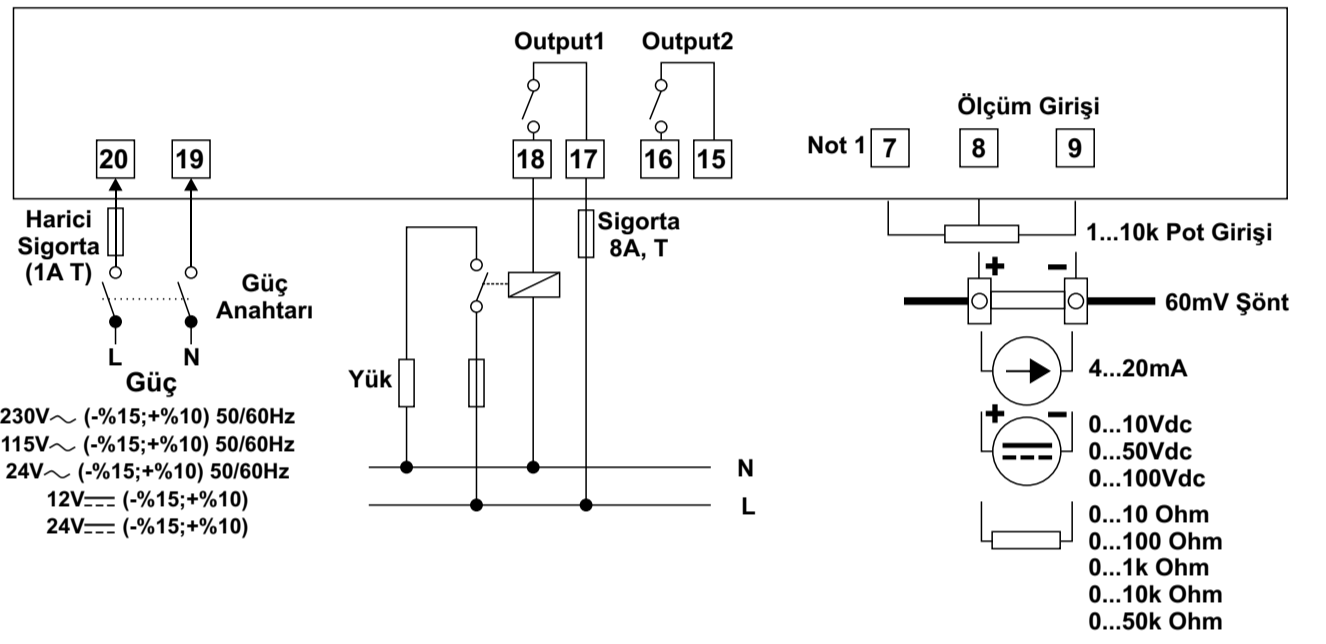 Output1 Output2
Ölçüm Girişi
Not 1 7 8 9
20 19 18 17 16 15
Harici
Sigorta
(1A T)
Güç
Anahtarı
L N
Güç
230V (-%15;+%10) 50/60Hz
115V (-%15;+%10) 50/60Hz
24V (-%15;+%10) 50/60Hz
12V (-%15;+%10)
24V (-%15;+%10)
Sigorta
8A, T
Yük
N
L
1...10k Pot Girişi
+ −
60mV Şönt
4...20mA
+ −
0...10Vdc
0...50Vdc
0...100Vdc
0...10 Ohm
0...100 Ohm
0...1k Ohm
0...10k Ohm
0...50k Ohm